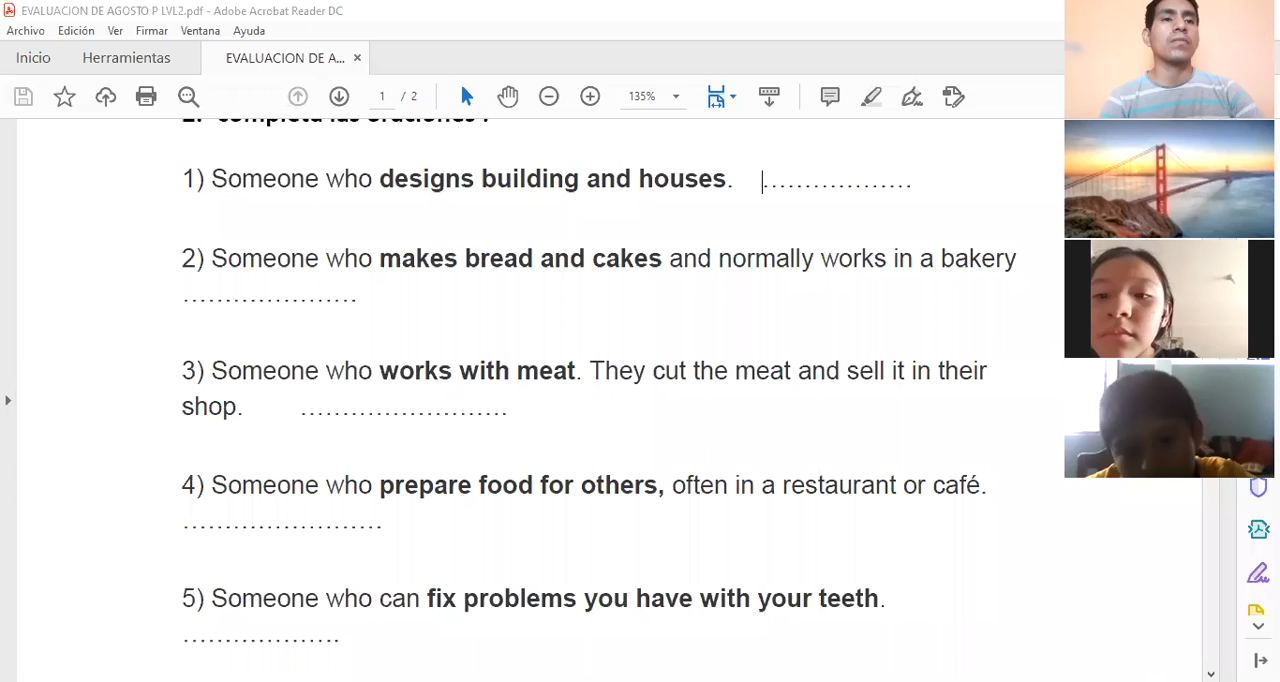 EVALUACION DE AGOSTO P LVL2.pdf - Adobe Acrobat Reader DC
Archivo Edición Ver Firmar Ventana Ayuda
Inicio Herramientas EVALUACION DE A... ×
1 / 2 135%
completa las oraciones :
1) Someone who designs building and houses. ..................
2) Someone who makes bread and cakes and normally works in a bakery
.....................
3) Someone who works with meat. They cut the meat and sell it in their
shop. .........................
4) Someone who prepare food for others, often in a restaurant or café.
........................
5) Someone who can fix problems you have with your teeth.
...................